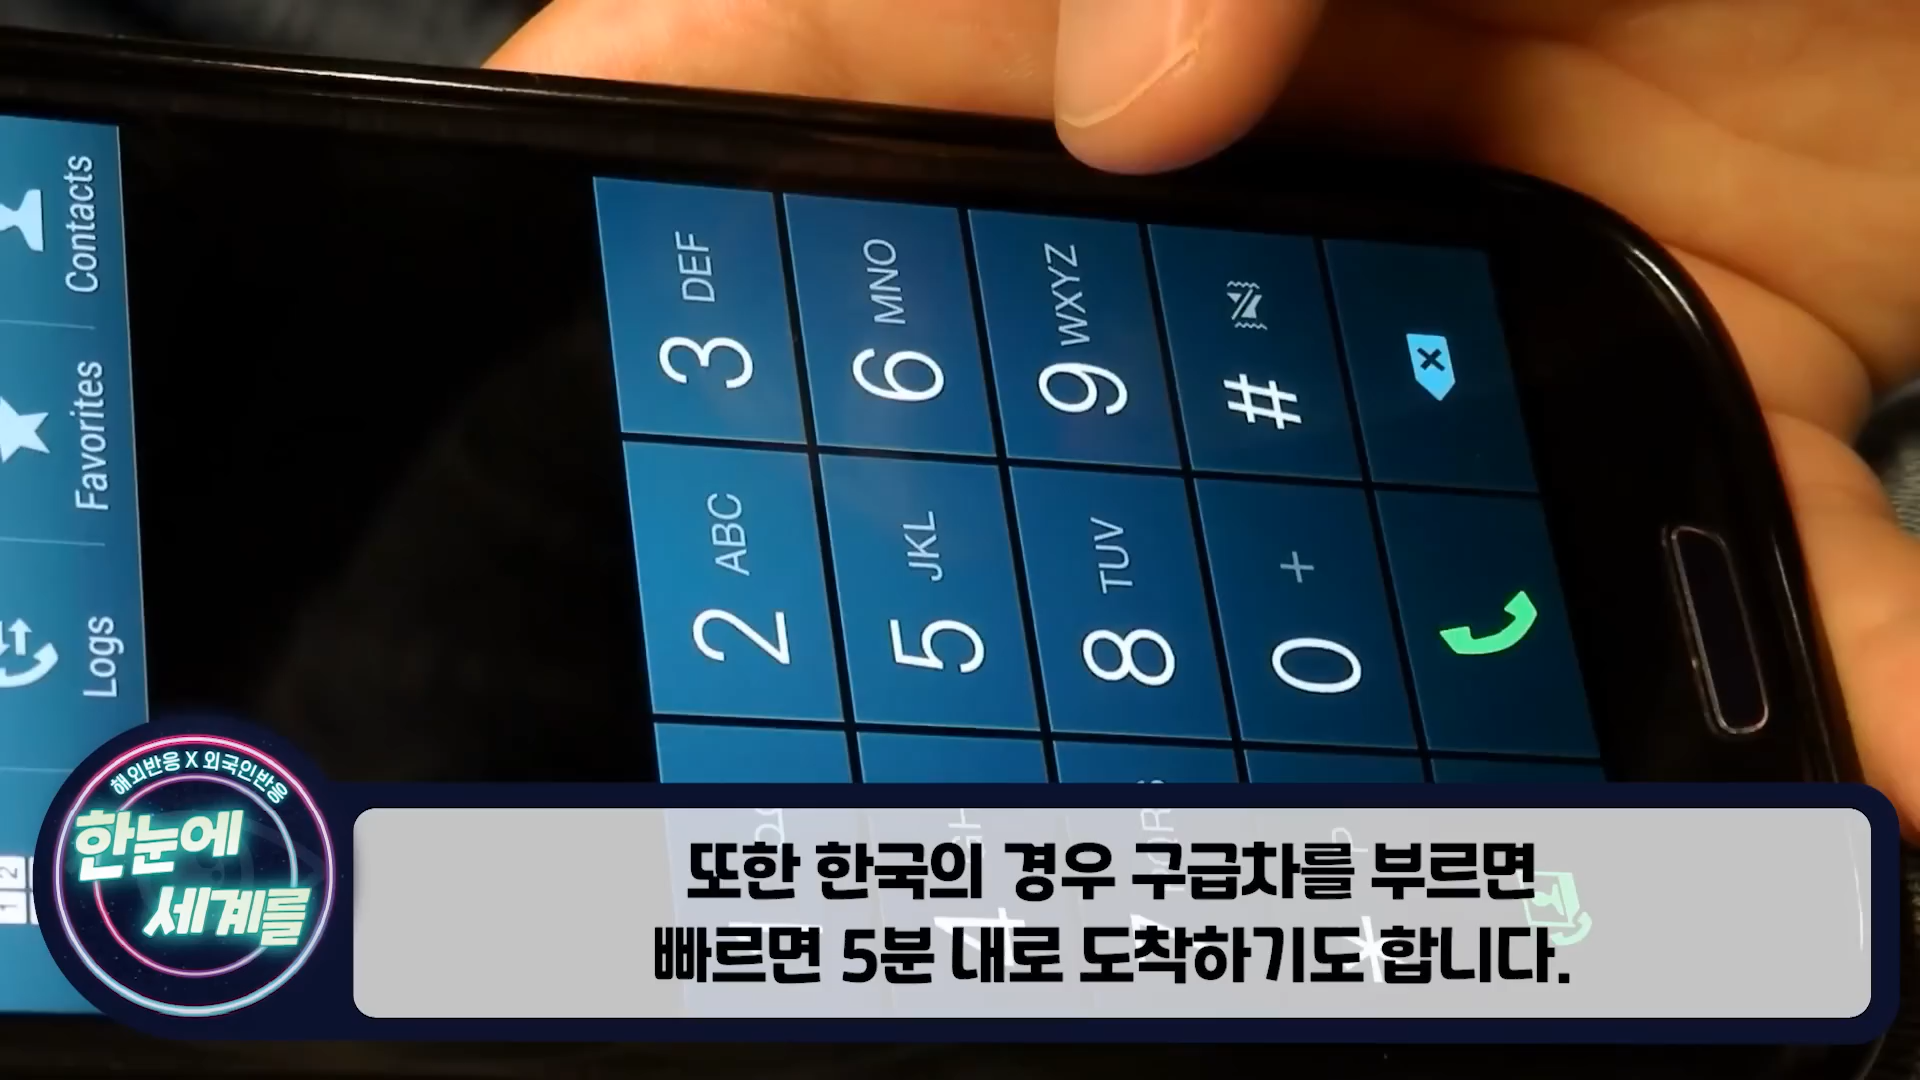 Contacts
Favorites
Logs
3 DEF
6 MNO
9 WXYZ
#
2 ABC
5 JKL
8 TUV
0 +
해외반응 X 외국인반응
한눈에
세계를
또한 한국의 경우 구급차를 부르면
빠르면 5분 내로 도착하기도 합니다.